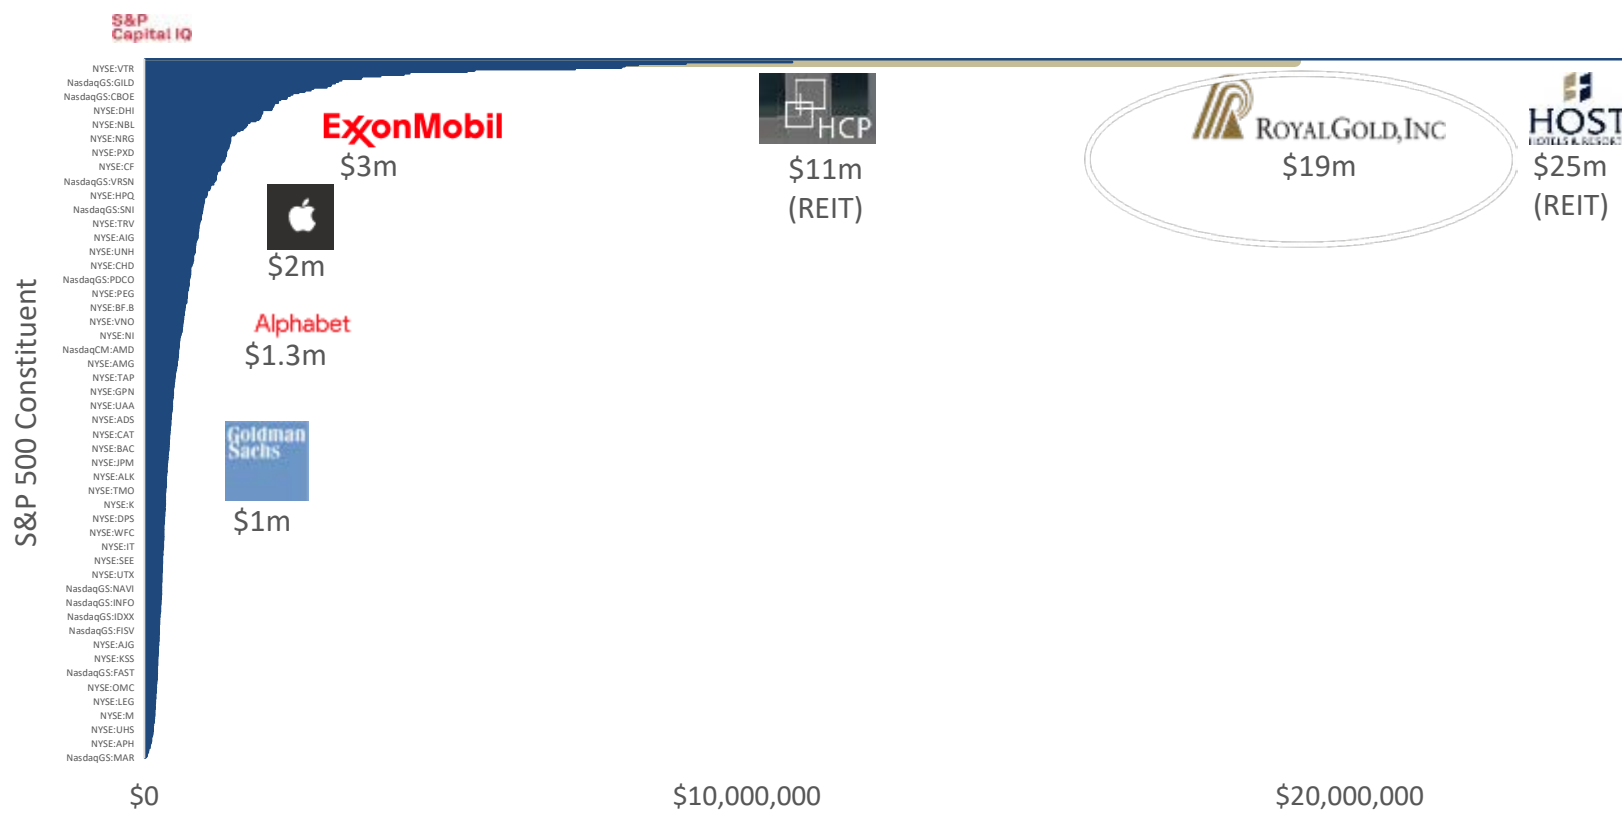 S&P
Capital IQ
NYSE:VTR
NasdaqGS:GILD
NasdaqGS:CBOE
NYSE:DHI
NYSE:NBL
NYSE:NRG
NYSE:PXD
NYSE:CF
NasdaqGS:VRSN
NYSE:HPQ
NasdaqGS:SNI
NYSE:TRV
NYSE:AIG
NYSE:UNH
NYSE:CHD
NasdaqGS:PDCO
NYSE:PEG
NYSE:BF.B
NYSE:VNO
NYSE:NI
NasdaqCM:AMD
NYSE:AMG
NYSE:TAP
NYSE:GPN
NYSE:UAA
NYSE:ADS
NYSE:CAT
NYSE:BAC
NYSE:JPM
NYSE:ALK
NYSE:TMO
NYSE:K
NYSE:DPS
NYSE:WFC
NYSE:IT
NYSE:SEE
NYSE:UTX
NasdaqGS:NAVI
NasdaqGS:INFO
NasdaqGS:IDXX
NasdaqGS:FISV
NYSE:AJG
NYSE:KSS
NasdaqGS:FAST
NYSE:OMC
NYSE:LEG
NYSE:M
NYSE:UHS
NYSE:APH
NasdaqGS:MAR
S&P 500 Constituent
ExxonMobil
$3m
$2m
Alphabet
$1.3m
Goldman
Sachs
$1m
HCP
$11m
(REIT)
ROYAL GOLD, INC
$19m
HOST
HOTELS & RESORTS
$25m
(REIT)
$0
$10,000,000
$20,000,000